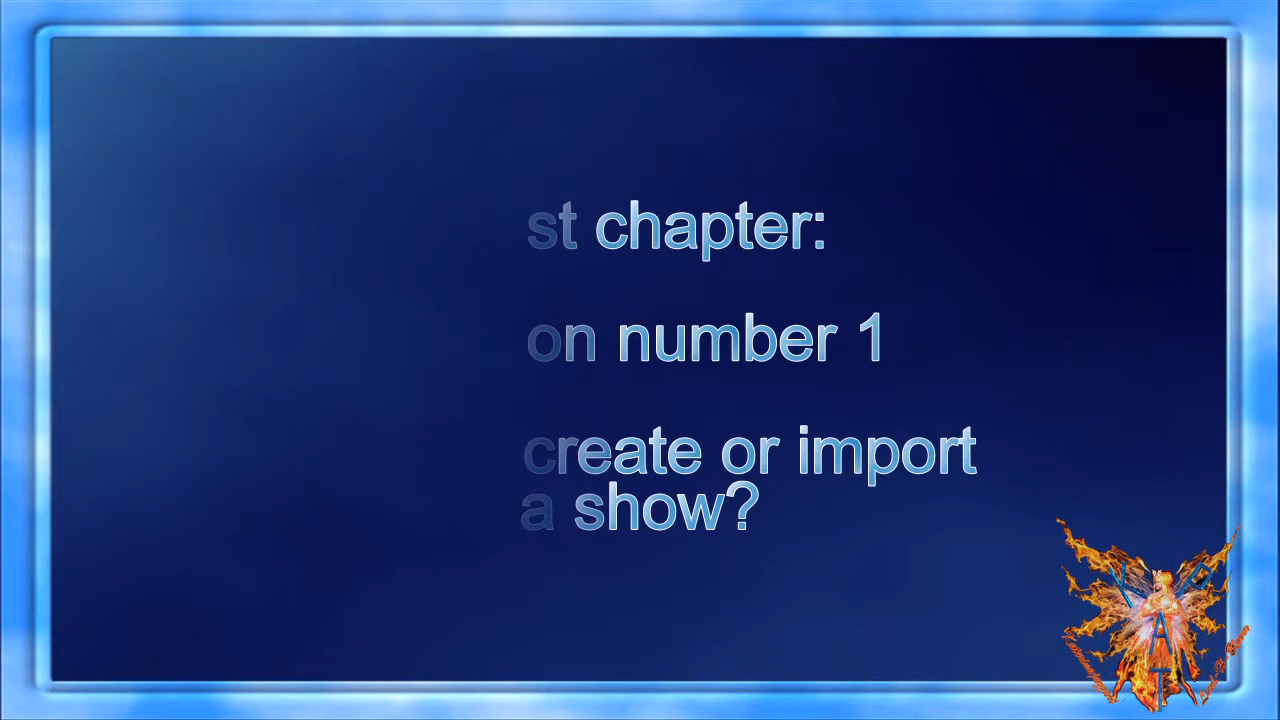 st chapter:
on number 1
create or import
a show?